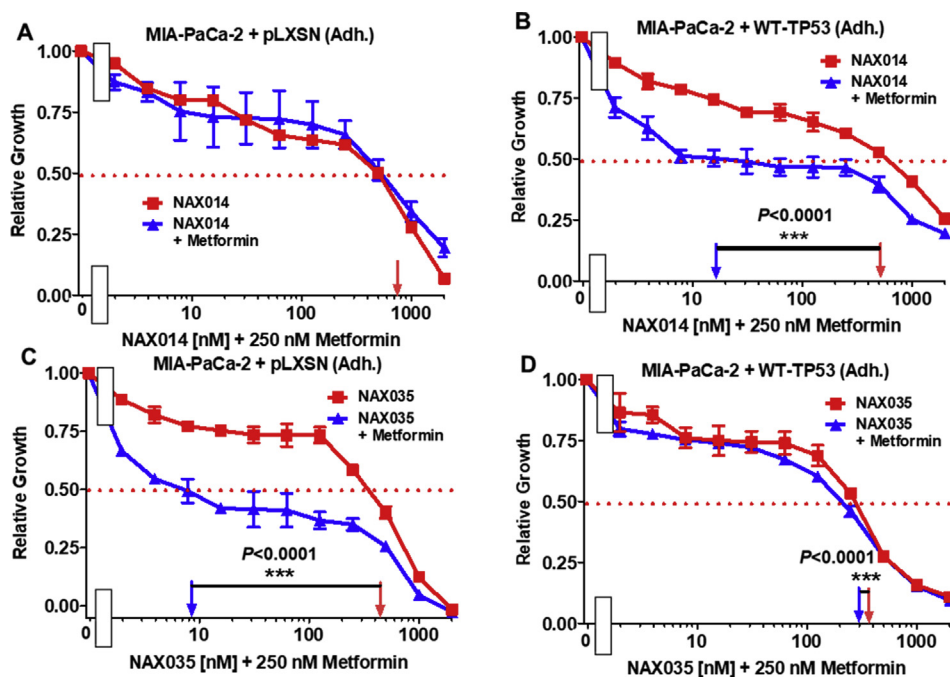 A
MIA-PaCa-2 + pLXSN (Adh.)
Relative Growth
1.00
0.75
0.50
0.25
0.00
NAX014
NAX014
+ Metformin
0
10
100
1000
NAX014 [nM] + 250 nM Metformin
B
MIA-PaCa-2 + WT-TP53 (Adh.)
Relative Growth
1.00
0.75
0.50
0.25
0.00
NAX014
NAX014
+ Metformin
P<0.0001
***
0
10
100
1000
NAX014 [nM] + 250 nM Metformin
C
MIA-PaCa-2 + pLXSN (Adh.)
Relative Growth
1.00
0.75
0.50
0.25
0.00
NAX035
NAX035
+ Metformin
P<0.0001
***
0
10
100
1000
NAX035 [nM] + 250 nM Metformin
D
MIA-PaCa-2 + WT-TP53 (Adh.)
Relative Growth
1.00
0.75
0.50
0.25
0.00
NAX035
NAX035
+ Metformin
P<0.0001
***
0
10
100
1000
NAX035 [nM] + 250 nM Metformin